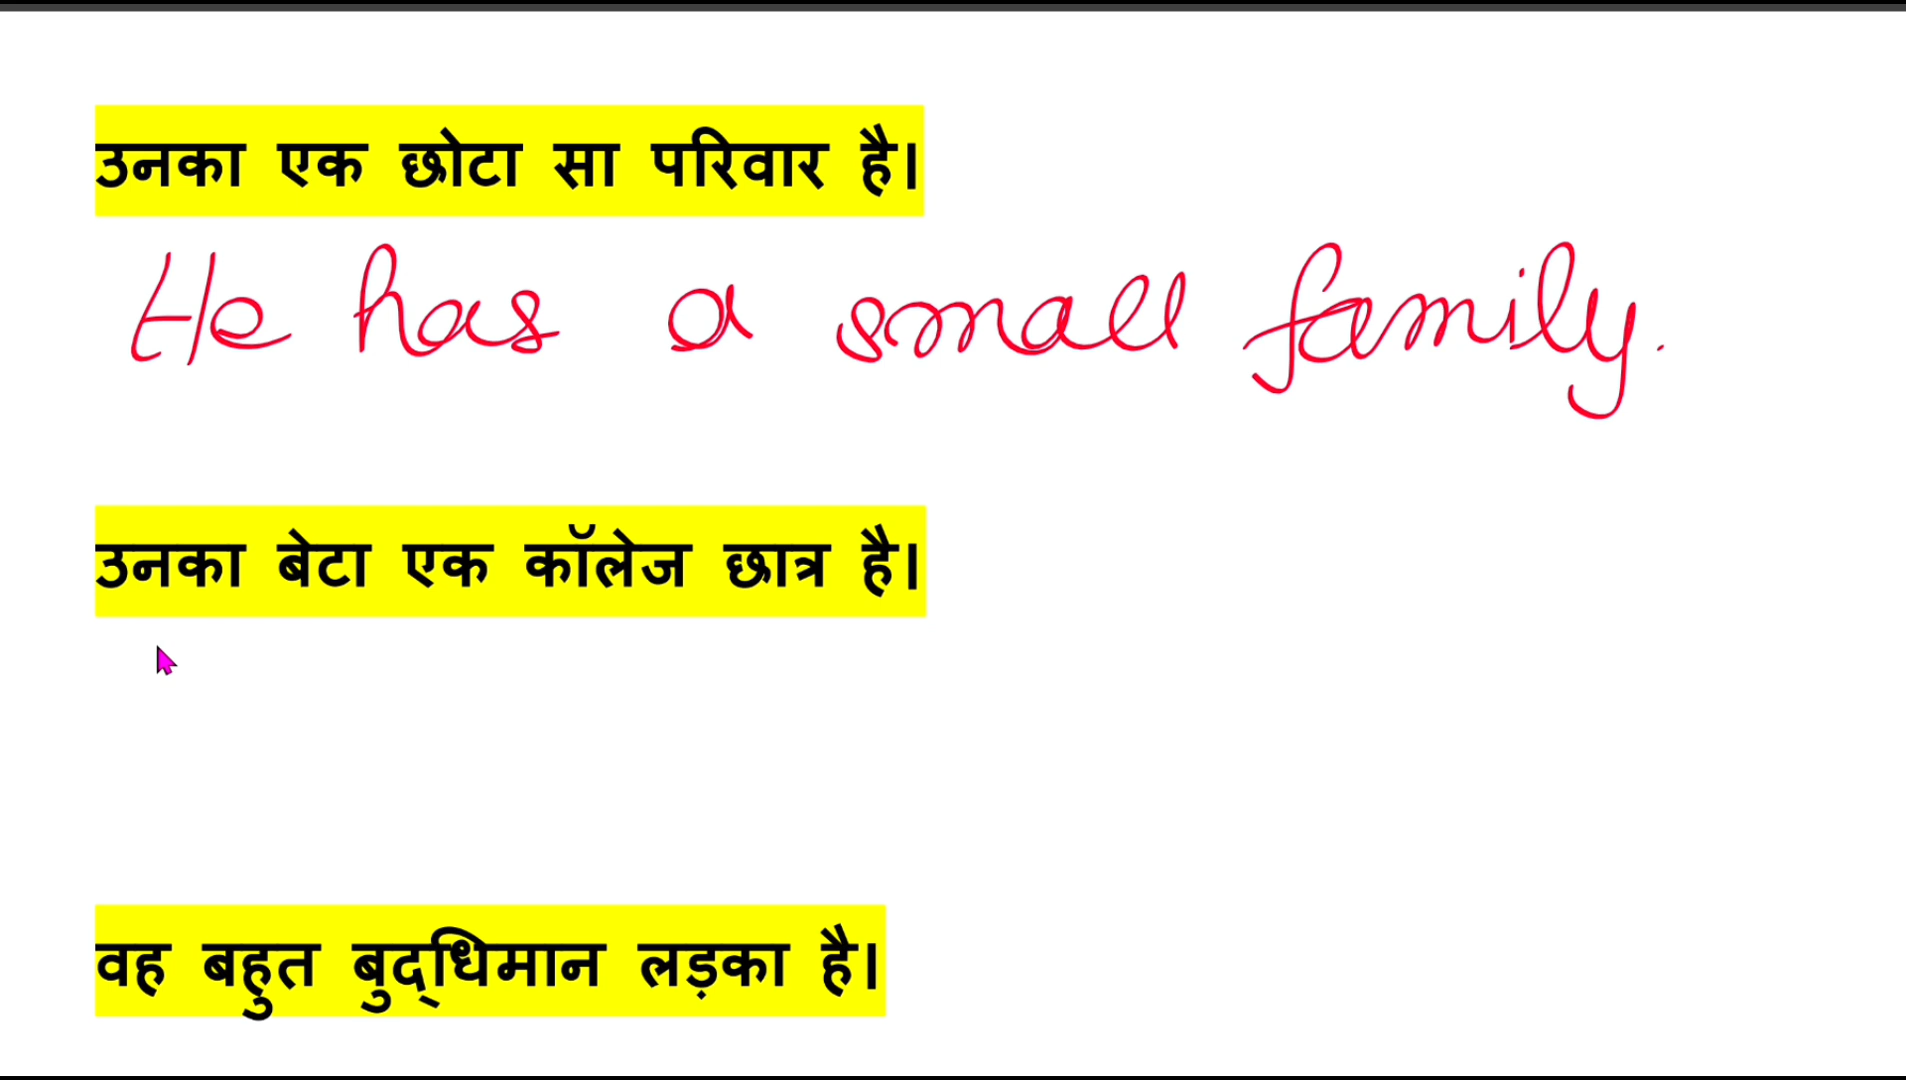 उनका एक छोटा सा परिवार है।
He has a small family.
उनका बेटा एक कॉलेज छात्र है।
वह बहुत बुद्धिमान लड़का है।